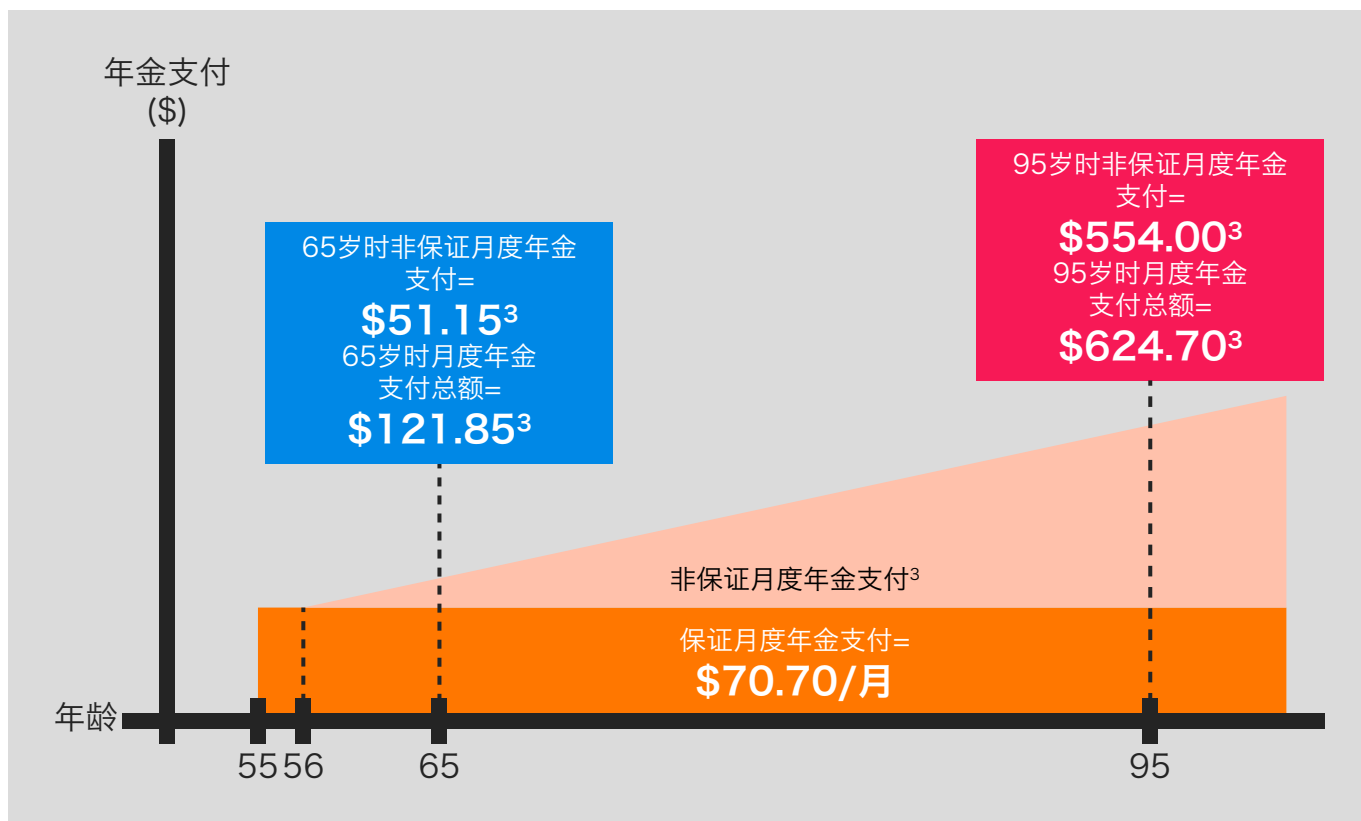 年金支付
($)
95岁时非保证月度年金
支付=
$554.00³
95岁时月度年金
支付总额=
$624.70³
65岁时非保证月度年金
支付=
$51.15³
65岁时月度年金
支付总额=
$121.85³
非保证月度年金支付³
保证月度年金支付=
$70.70/月
年龄
55 56 65 95